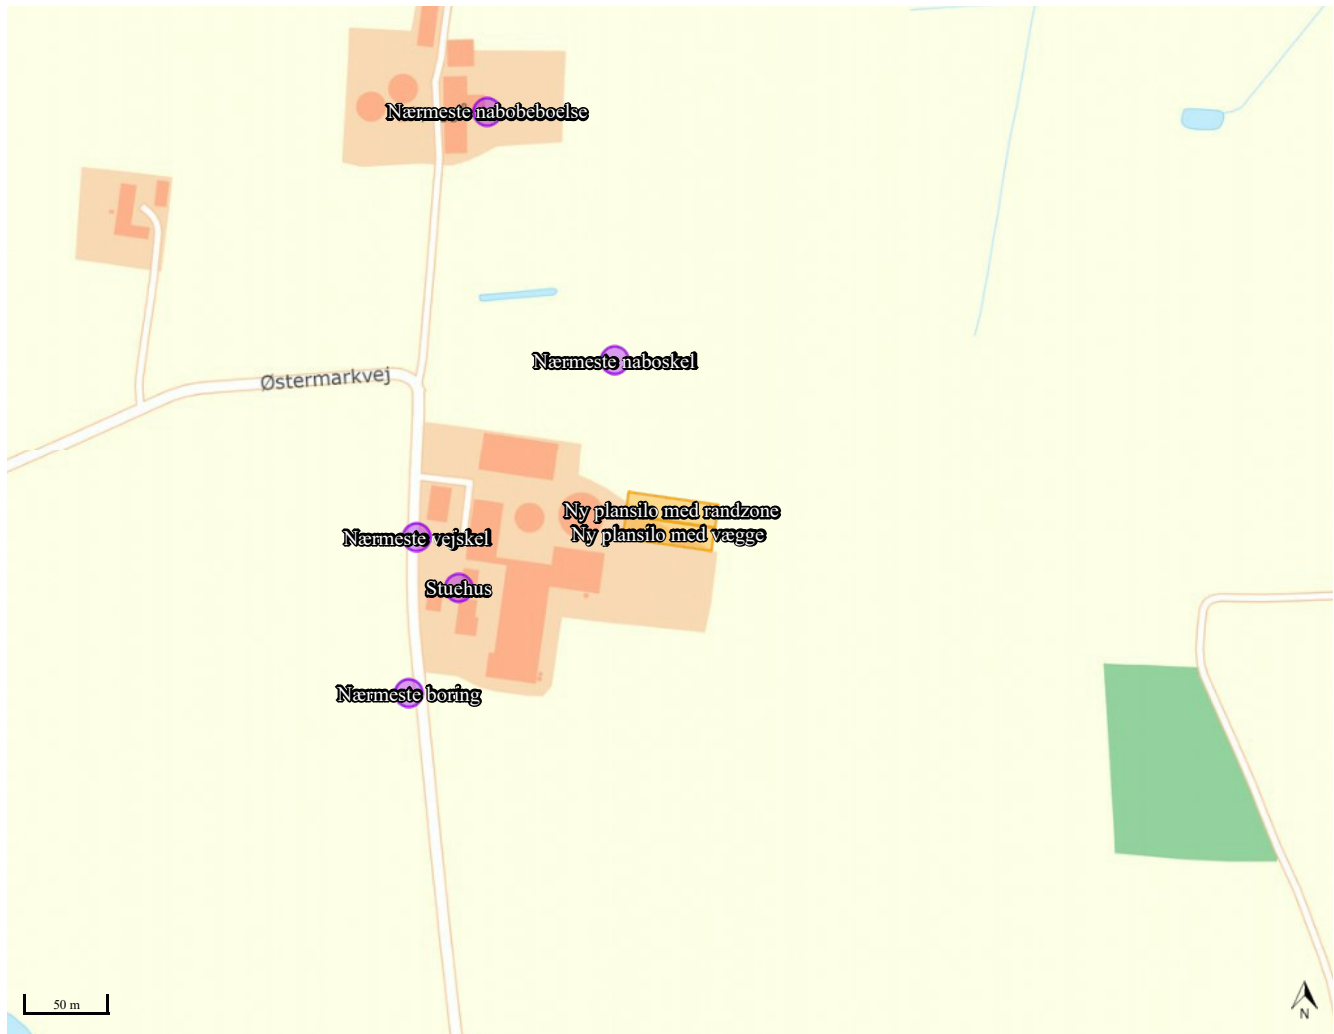 Nærmeste nabobeboelse
Nærmeste naboskel
Østermarkvej
Ny plansilo med randzone
Ny plansilo med vægge
Nærmeste vejskel
Stuehus
Nærmeste boring
50 m
N